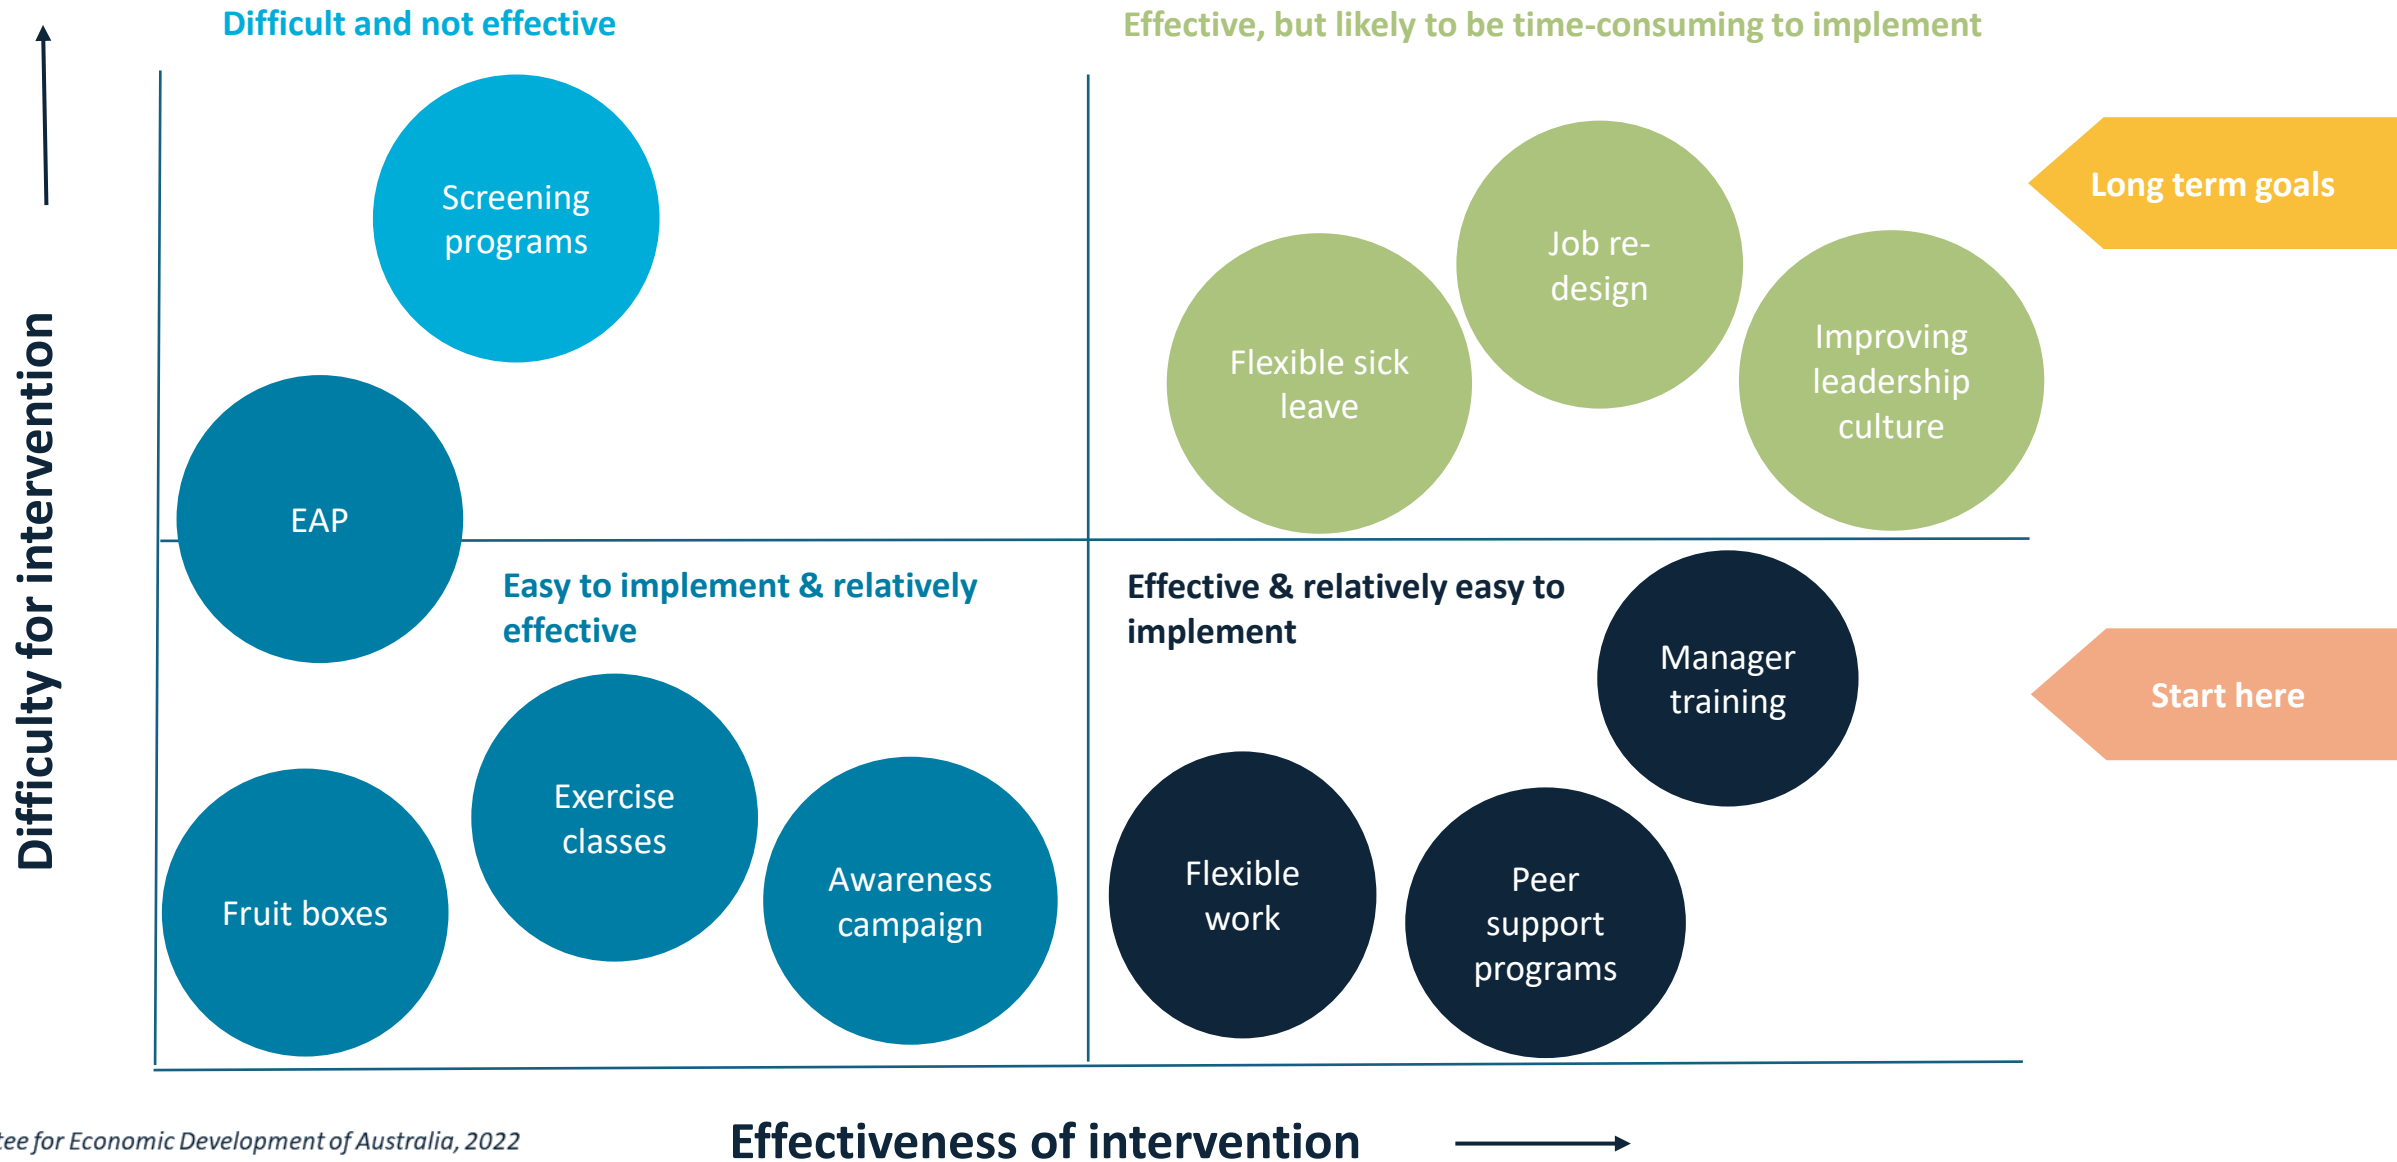 Difficult and not effective
Effective, but likely to be time-consuming to implement
Difficulty for intervention
Screening
programs
Flexible sick
leave
Job re-
design
Improving
leadership
culture
Long term goals
EAP
Easy to implement & relatively
effective
Effective & relatively easy to
implement
Manager
training
Start here
Fruit boxes
Exercise
classes
Awareness
campaign
Flexible
work
Peer
support
programs
for Economic Development of Australia, 2022
Effectiveness of intervention